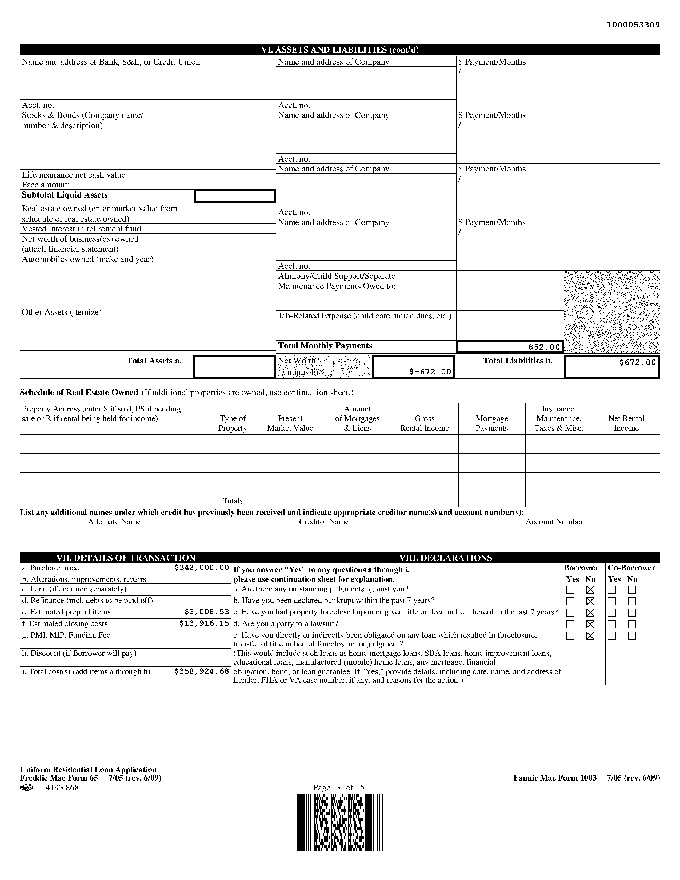 1000053309
VI. ASSETS AND LIABILITIES (cont'd)
Name and address of Bank, S&L, or Credit Union
Name and address of Company
$ Payment/Months
/
Acct. no.
Acct. no.
Stocks & Bonds (Company name/
number & description)
Name and address of Company
$ Payment/Months
/
Acct. no.
Name and address of Company
$ Payment/Months
/
Life insurance net cash value
Face amount
Subtotal Liquid Assets
Real estate owned (enter market value from
schedule of real estate owned)
Acct. no.
Vested interest in retirement fund
Name and address of Company
$ Payment/Months
/
Net worth of business(es) owned
(attach financial statement)
Automobiles owned (make and year)
Acct. no.
Alimony/Child Support/Separate
Maintenance Payments Owed to:
Other Assets (itemize)
Job-Related Expense (child care, union dues, etc.)
Total Monthly Payments
Total Assets a.
Net Worth
$-672.00
Total Liabilities b.
$672.00
Schedule of Real Estate Owned (If additional properties are owned, use continuation sheet.)
Property Address (enter S if sold, PS if pending
sale or R if rental being held for income)
Type of
Property
Present
Market Value
Amount
of Mortgages
& Liens
Gross
Rental Income
Mortgage
Payments
Insurance,
Maintenance,
Taxes & Misc.
Net Rental
Income
Totals
List any additional names under which credit has previously been received and indicate appropriate creditor name(s) and account number(s):
Alternate Name
Creditor Name
Account Number
VII. DETAILS OF TRANSACTION
VIII. DECLARATIONS
a. Purchase price
b. Alterations, improvements, repairs
c. Land (if acquired separately)
d. Refinance (incl. debts to be paid off)
e. Estimated prepaid items
f. Estimated closing costs
g. PMI, MIP, Funding Fee
h. Discount (if Borrower will pay)
i. Total costs (add items a through h)
If you answer "Yes" to any questions a through i,
please use continuation sheet for explanation.
Borrower
Co-Borrower
Yes No
Yes No
a. Are there any outstanding judgments against you?
b. Have you been declared bankrupt within the past 7 years?
c. Have you had property foreclosed upon or given title or deed in lieu thereof in the last 7 years?
d. Are you a party to a lawsuit?
e. Have you directly or indirectly been obligated on any loan which resulted in foreclosure,
transfer of title in lieu of foreclosure, or judgment?
(This would include such loans as home mortgage loans, SBA loans, home improvement loans,
educational loans, manufactured (mobile) home loans, any mortgage, financial
obligation, bond, or loan guarantee. If "Yes," provide details, including date, name, and address of
Lender, FHA or VA case number, if any, and reasons for the action.)
Uniform Residential Loan Application
Freddie Mac Form 65 7/05 (rev. 6/09)
Fannie Mae Form 1003 7/05 (rev. 6/09)